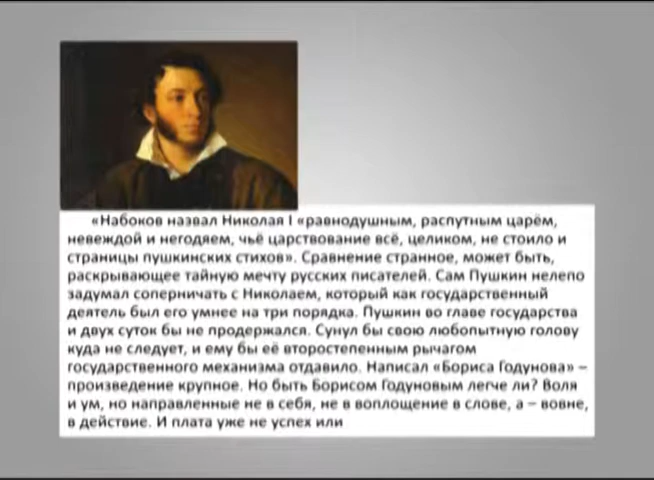 «Набоков назвал Николая I «равнодушным, распутным царём,
невеждой и негодяем, чьё царствование всё, целиком, не стоило и
страницы пушкинских стихов». Сравнение странное, может быть,
раскрывающее тайную мечту русских писателей. Сам Пушкин нелепо
задумал соперничать с Николаем, который как государственный
деятель был его умнее на три порядка. Пушкин во главе государства
и двух суток бы не продержался. Сунул бы свою любопытную голову
куда не следует, и ему бы её второстепенным рычагом
государственного механизма отдавило. Написал «Бориса Годунова» –
произведение крупное. Но быть Борисом Годуновым легче ли? Воля
и ум, но направленные не в себя, не в воплощение в слове, а – вовне,
в действие. И плата уже не успех или